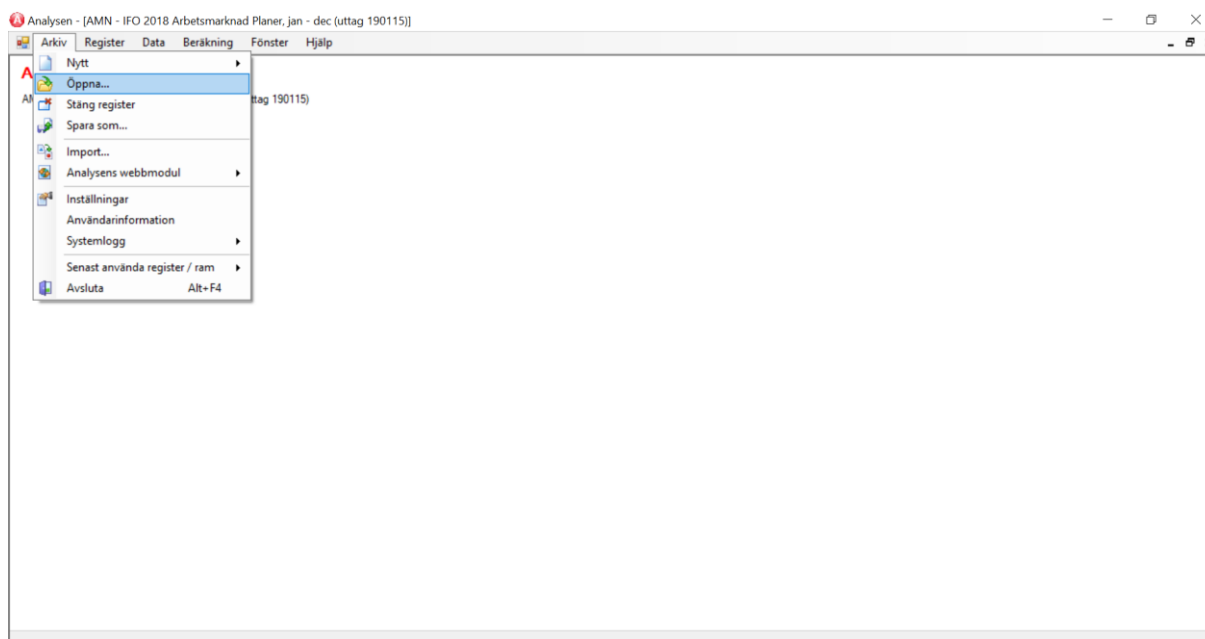 Analysen - [AMN - IFO 2018 Arbetsmarknad Planer, jan - dec (uttag 190115)]
Arkiv Register Data Beräkning Fönster Hjälp
Nytt
Öppna...
Stäng register
ttag 190115)
Spara som...
Import...
Analysens webbmodul
Inställningar
Användarinformation
Systemlogg
Senast använda register / ram
Avsluta Alt+F4